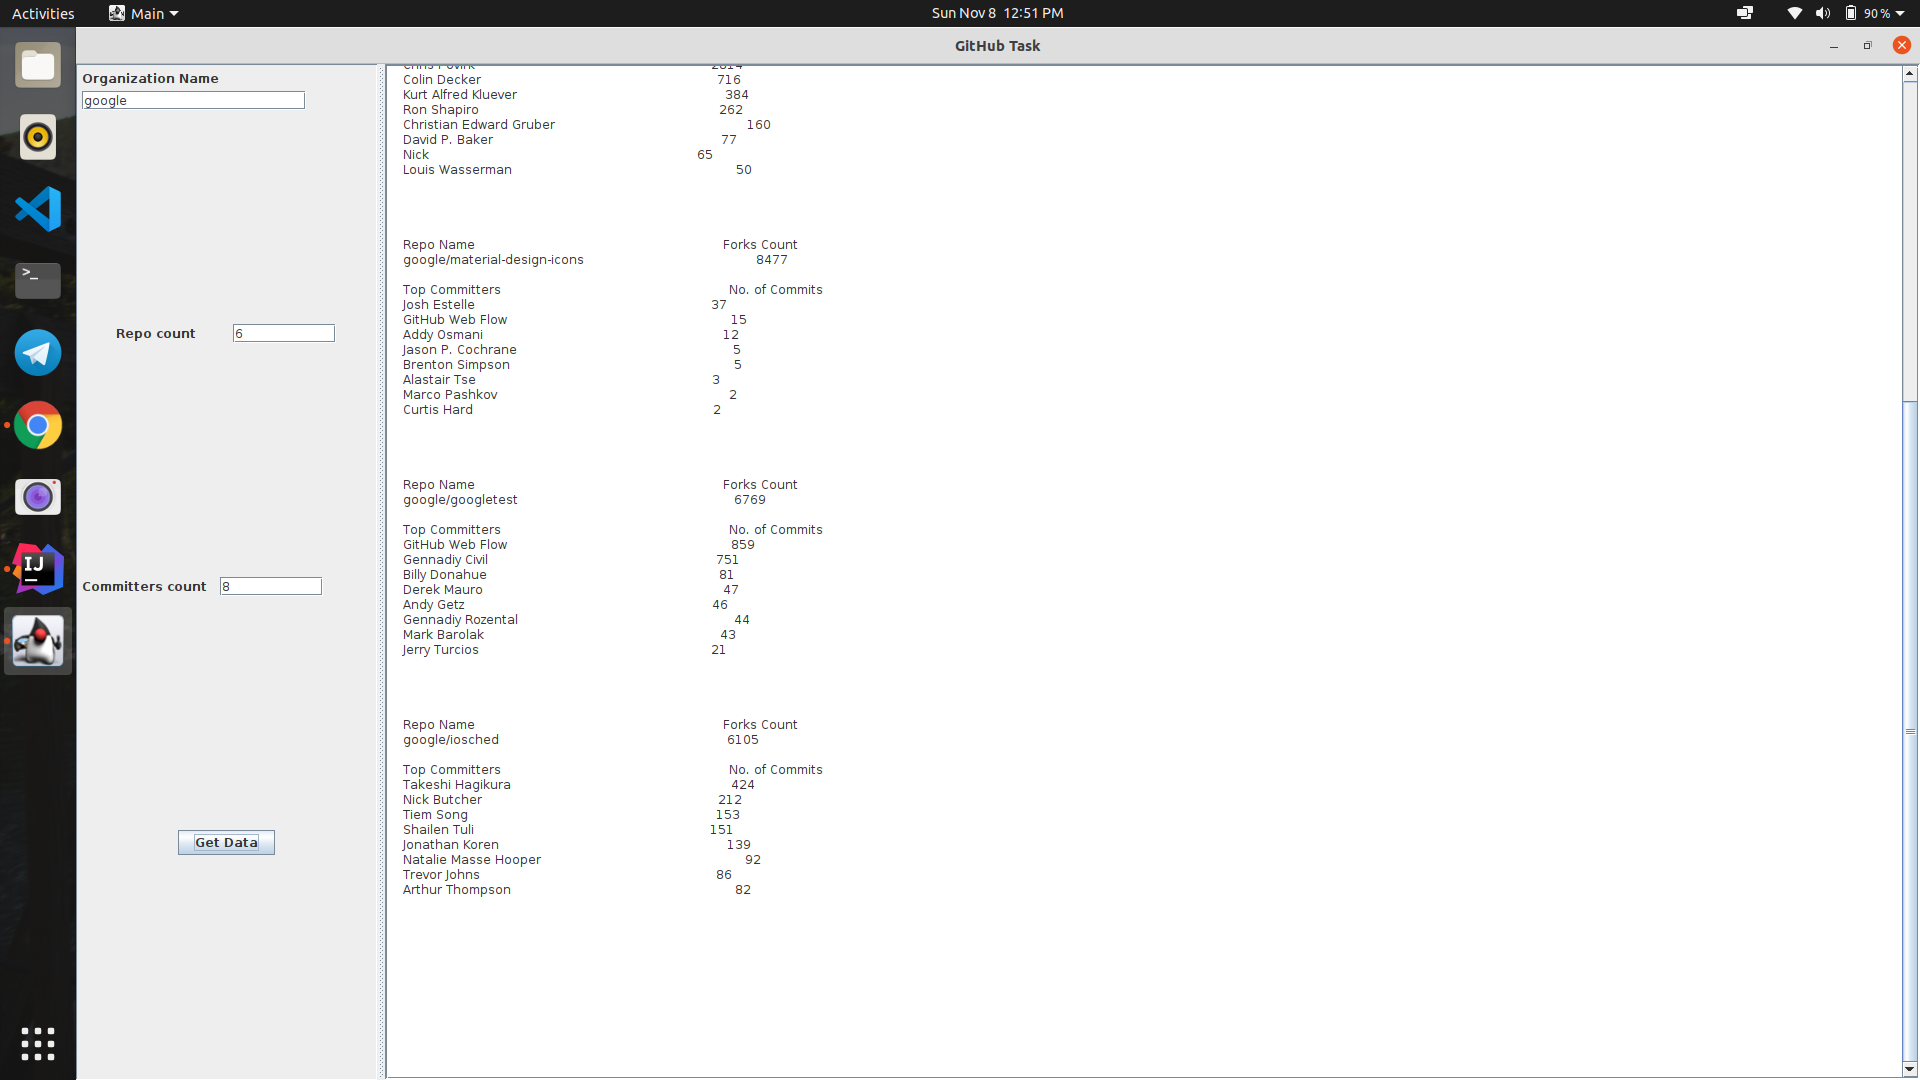 Activities Main Sun Nov 8 12:51 PM 90 %
GitHub Task
Organization Name
google
Repo count 6
Committers count 8
Get Data
Colin Decker 716
Kurt Alfred Kluever 384
Ron Shapiro 262
Christian Edward Gruber 160
David P. Baker 77
Nick 65
Louis Wasserman 50
Repo Name Forks Count
google/material-design-icons 8477
Top Committers No. of Commits
Josh Estelle 37
GitHub Web Flow 15
Addy Osmani 12
Jason P. Cochrane 5
Brenton Simpson 5
Alastair Tse 3
Marco Pashkov 2
Curtis Hard 2
Repo Name Forks Count
google/googletest 6769
Top Committers No. of Commits
GitHub Web Flow 859
Gennadiy Civil 751
Billy Donahue 81
Derek Mauro 47
Andy Getz 46
Gennadiy Rozental 44
Mark Barolak 43
Jerry Turcios 21
Repo Name Forks Count
google/iosched 6105
Top Committers No. of Commits
Takeshi Hagikura 424
Nick Butcher 212
Tiem Song 153
Shailen Tuli 151
Jonathan Koren 139
Natalie Masse Hooper 92
Trevor Johns 86
Arthur Thompson 82